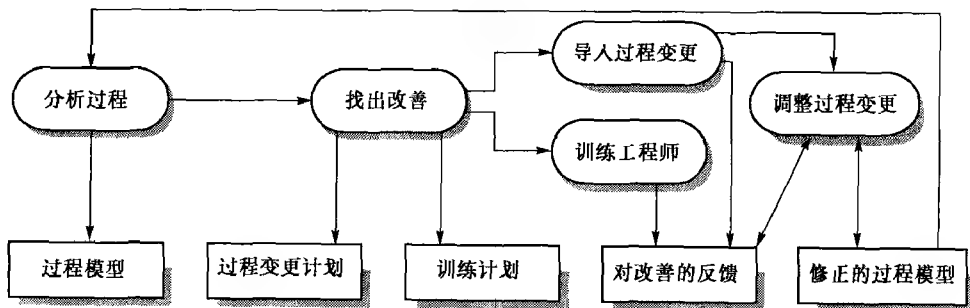 导入过程变更
分析过程
找出改善
调整过程变更
训练工程师
过程模型
过程变更计划
训练计划
对改善的反馈
修正的过程模型